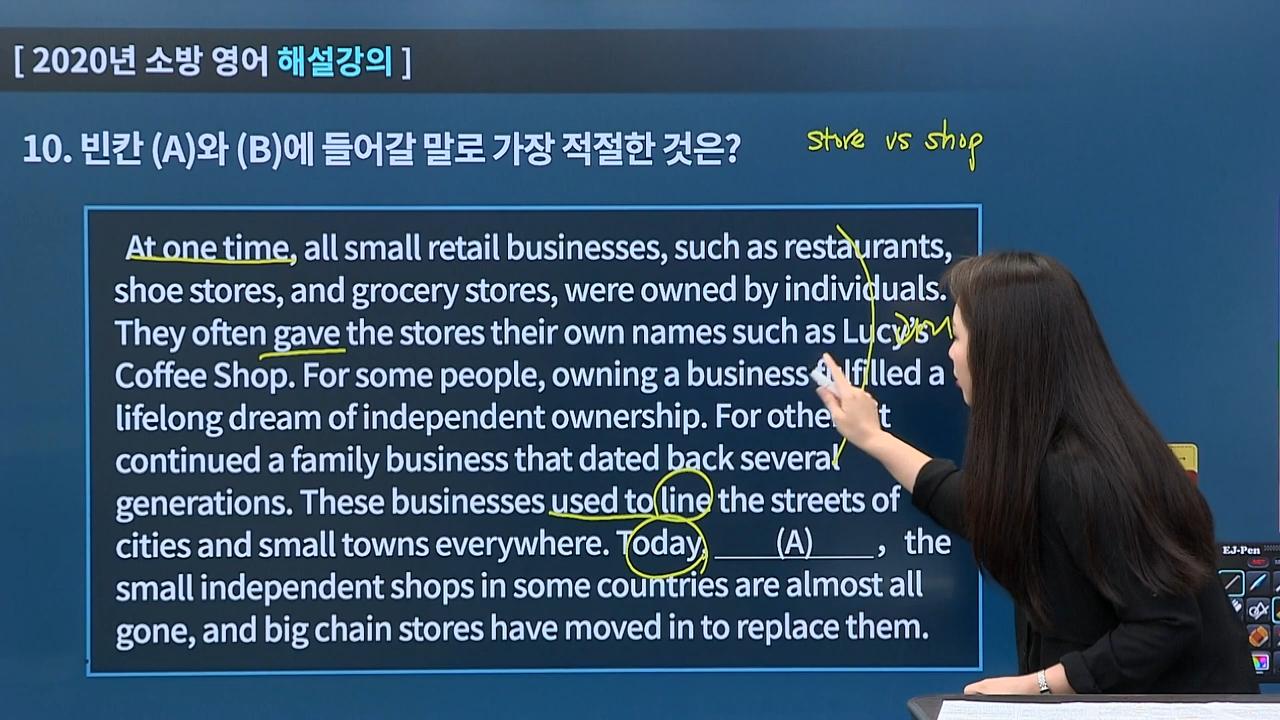 [ 2020년 소방 영어 해설강의 ]
10. 빈칸 (A)와 (B)에 들어갈 말로 가장 적절한 것은?
store vs shop
At one time, all small retail businesses, such as restaurants,
shoe stores, and grocery stores, were owned by individuals.
They often gave the stores their own names such as Lucy's
Coffee Shop. For some people, owning a business fulfilled a
lifelong dream of independent ownership. For other it
continued a family business that dated back several
generations. These businesses used to line the streets of
cities and small towns everywhere. Today, ____(A)____, the
small independent shops in some countries are almost all
gone, and big chain stores have moved in to replace them.
EJ-Pen